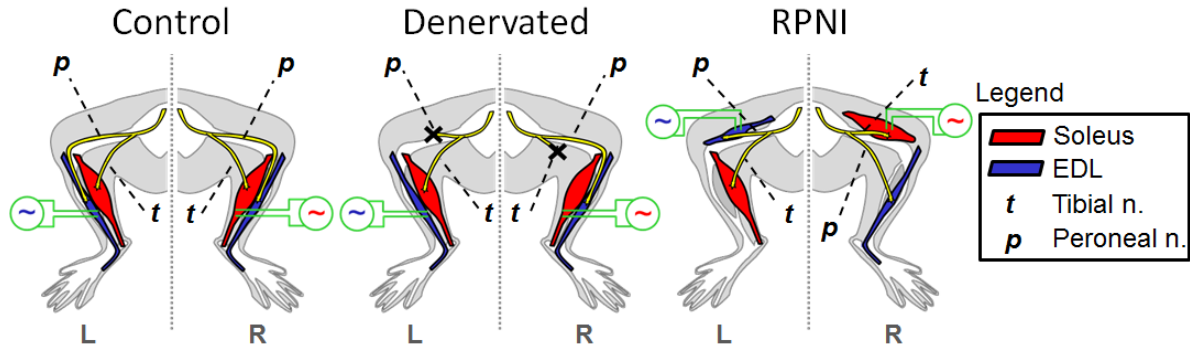 Control
Denervated
RPNI
p
p
p
p
p
t
Legend
Soleus
EDL
t Tibial n.
p Peroneal n.
~
~
~
~
~
~
t
t
t
t
t
p
L
R
L
R
L
R